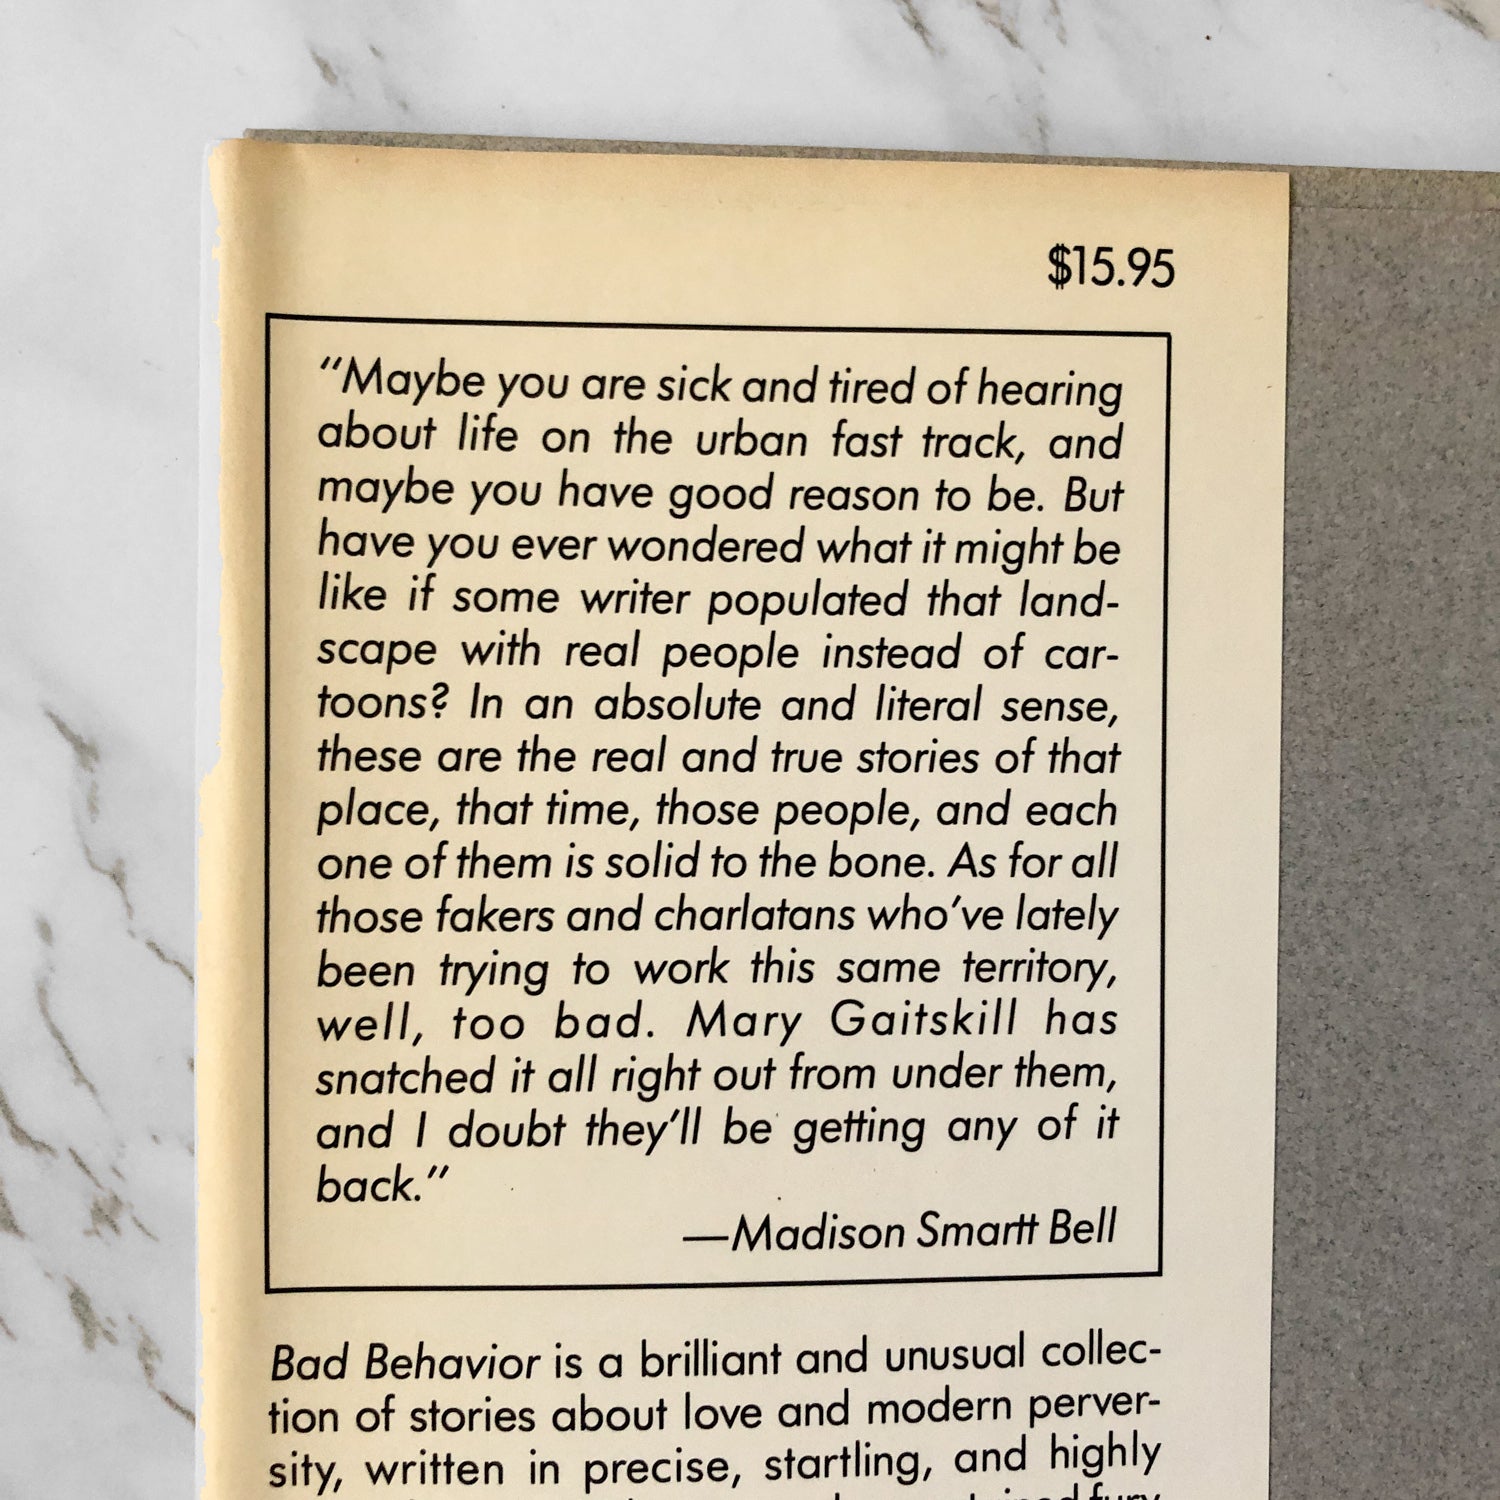 $15.95
"Maybe you are sick and tired of hearing
about life on the urban fast track, and
maybe you have good reason to be. But
have you ever wondered what it might be
like if some writer populated that land-
scape with real people instead of car-
toons? In an absolute and literal sense,
these are the real and true stories of that
place, that time, those people, and each
one of them is solid to the bone. As for all
those fakers and charlatans who've lately
been trying to work this same territory,
well, too bad. Mary Gaitskill has
snatched it all right out from under them,
and I doubt they'll be getting any of it
back."
—Madison Smartt Bell
Bad Behavior is a brilliant and unusual collec-
tion of stories about love and modern perver-
sity, written in precise, startling, and highly
fury